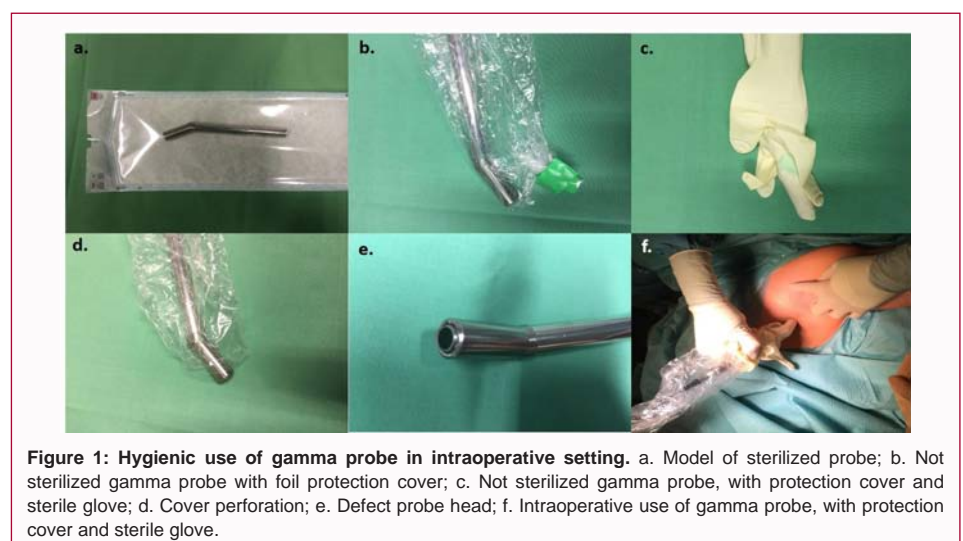 a.
b.
c.
d.
e.
f.
Figure 1: Hygienic use of gamma probe in intraoperative setting. a. Model of sterilized probe; b. Not
sterilized gamma probe with foil protection cover; c. Not sterilized gamma probe, with protection cover and
sterile glove; d. Cover perforation; e. Defect probe head; f. Intraoperative use of gamma probe, with protection
cover and sterile glove.